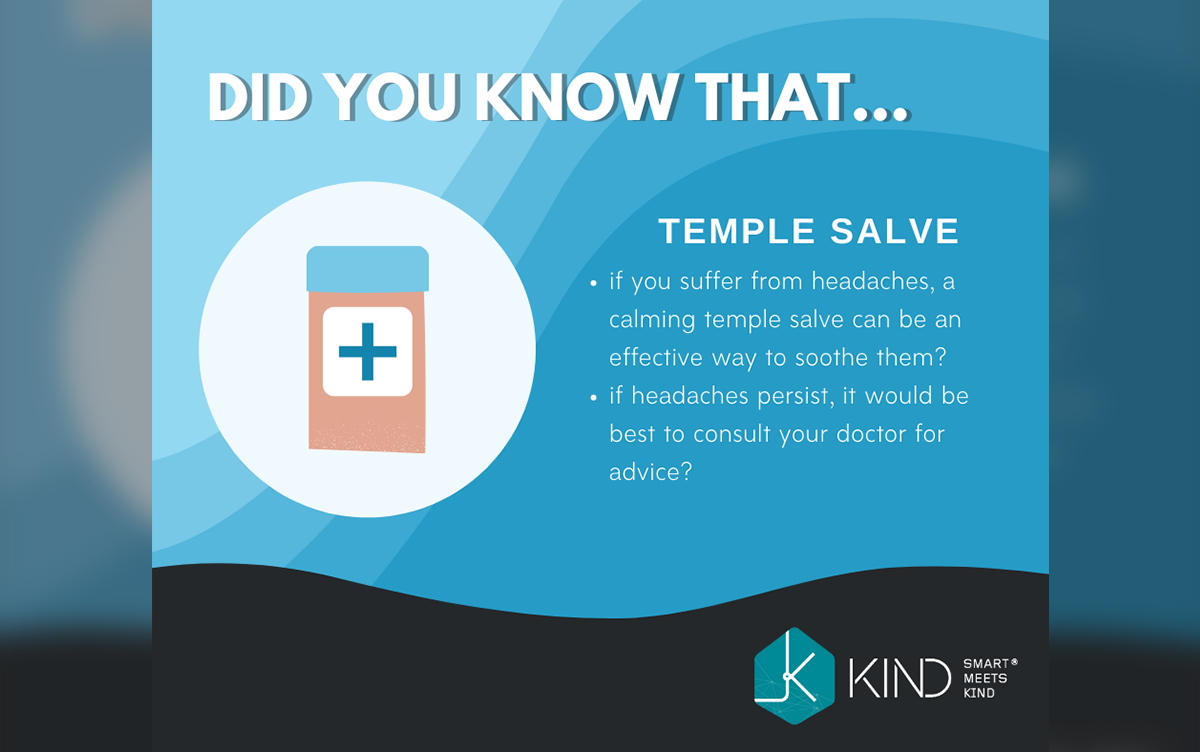 DID YOU KNOW THAT...
TEMPLE SALVE
• if you suffer from headaches, a
calming temple salve can be an
effective way to soothe them?
• if headaches persist, it would be
best to consult your doctor for
advice?
KIND
SMART®
MEETS
KIND